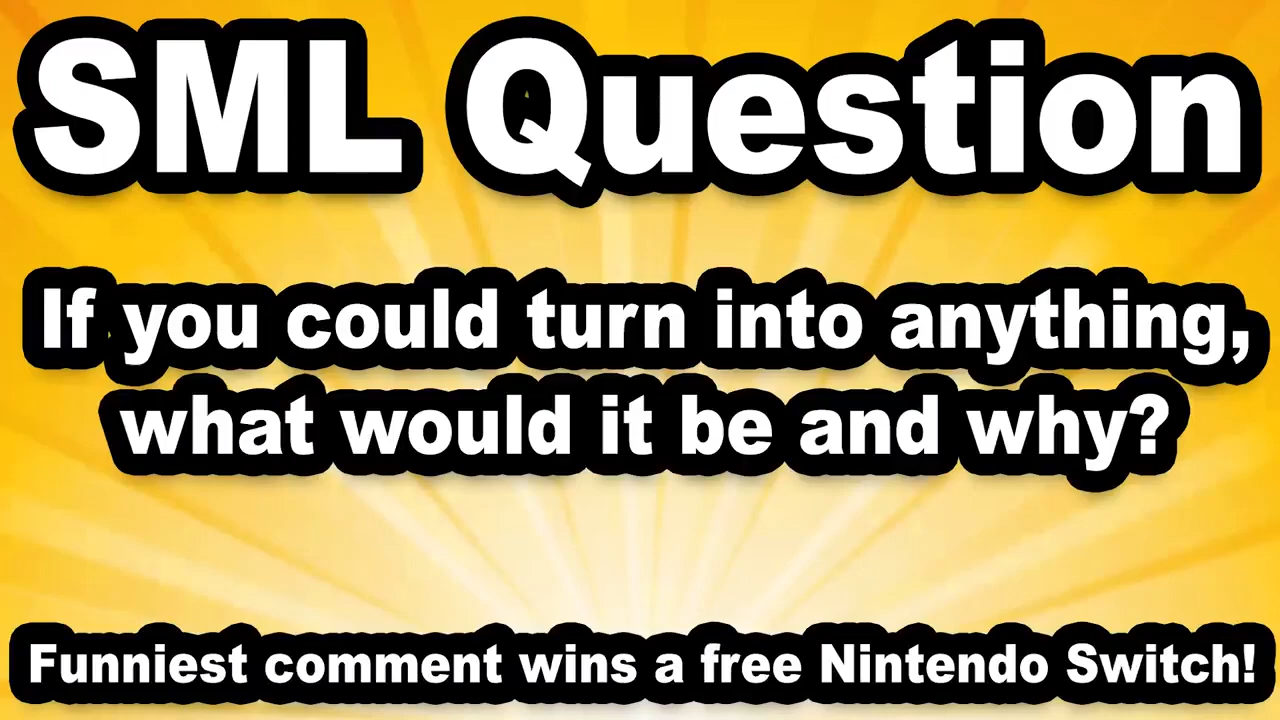 SML Question
If you could turn into anything,
what would it be and why?
Funniest comment wins a free Nintendo Switch!